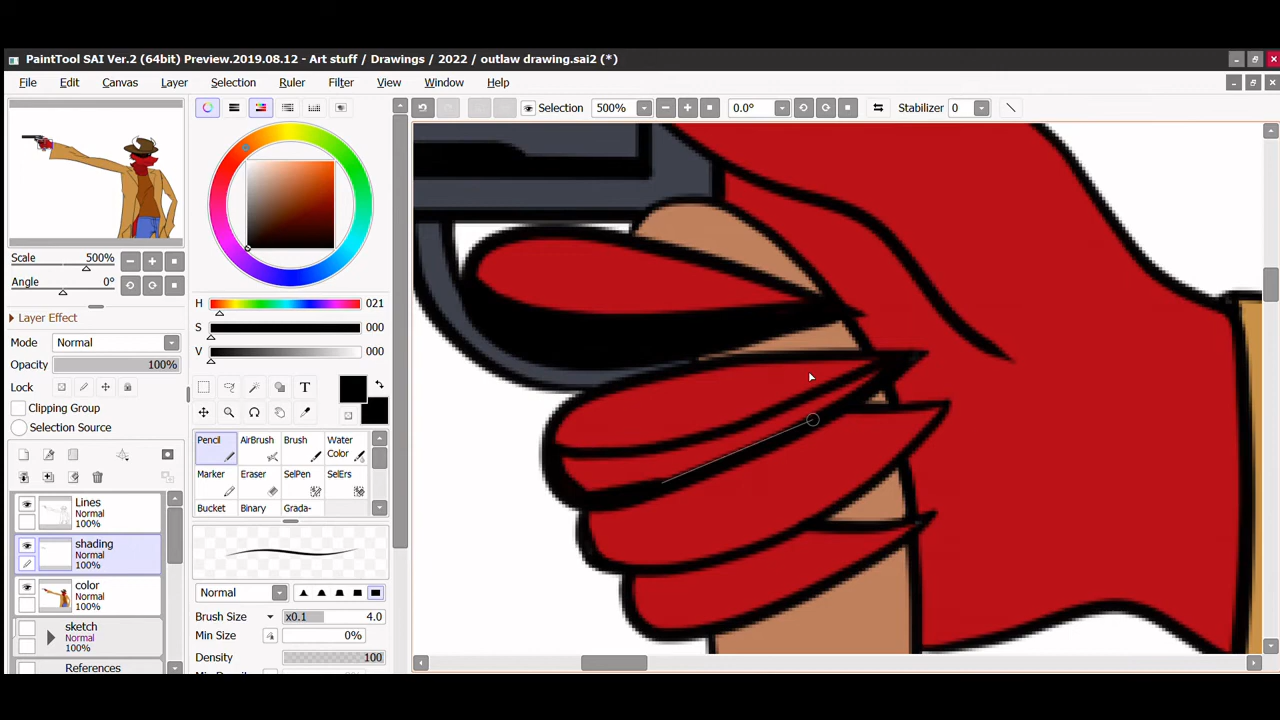 PaintTool SAI Ver.2 (64bit) Preview.2019.08.12 - Art stuff / Drawings / 2022 / outlaw drawing.sai2 (*)
File Edit Canvas Layer Selection Ruler Filter View Window Help
Selection 500% 0.0° Stabilizer 0
Scale 500%
Angle 0°
Layer Effect
Mode Normal
Opacity 100%
Lock
Clipping Group
Selection Source
Lines
Normal
100%
shading
Normal
100%
color
Normal
100%
sketch
Normal
100%
References
H 021
S 000
V 000
T
Pencil AirBrush Brush Water Color
Marker Eraser SelPen SelErs
Bucket Binary Grada-
Normal
Brush Size x0.1 4.0
Min Size 0%
Density 100